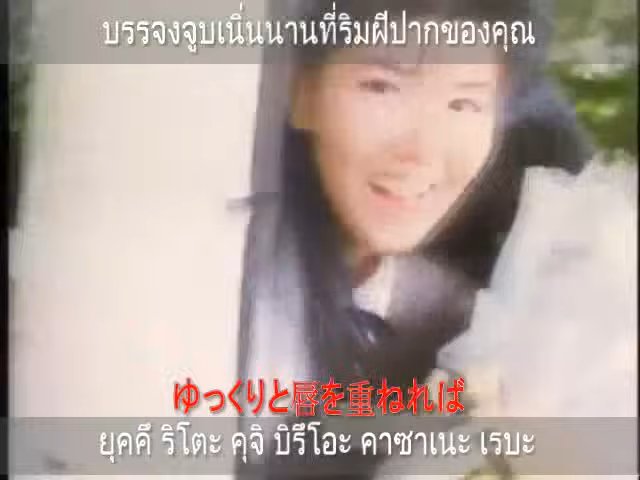 บรรจงจูบเนิ่นนานที่ริมฝีปากของคุณ
ゆっくりと唇を重ねれば
ยุคคึ ริโตะ คุจิ บิรึโอะ คาซาเนะ เรบะ